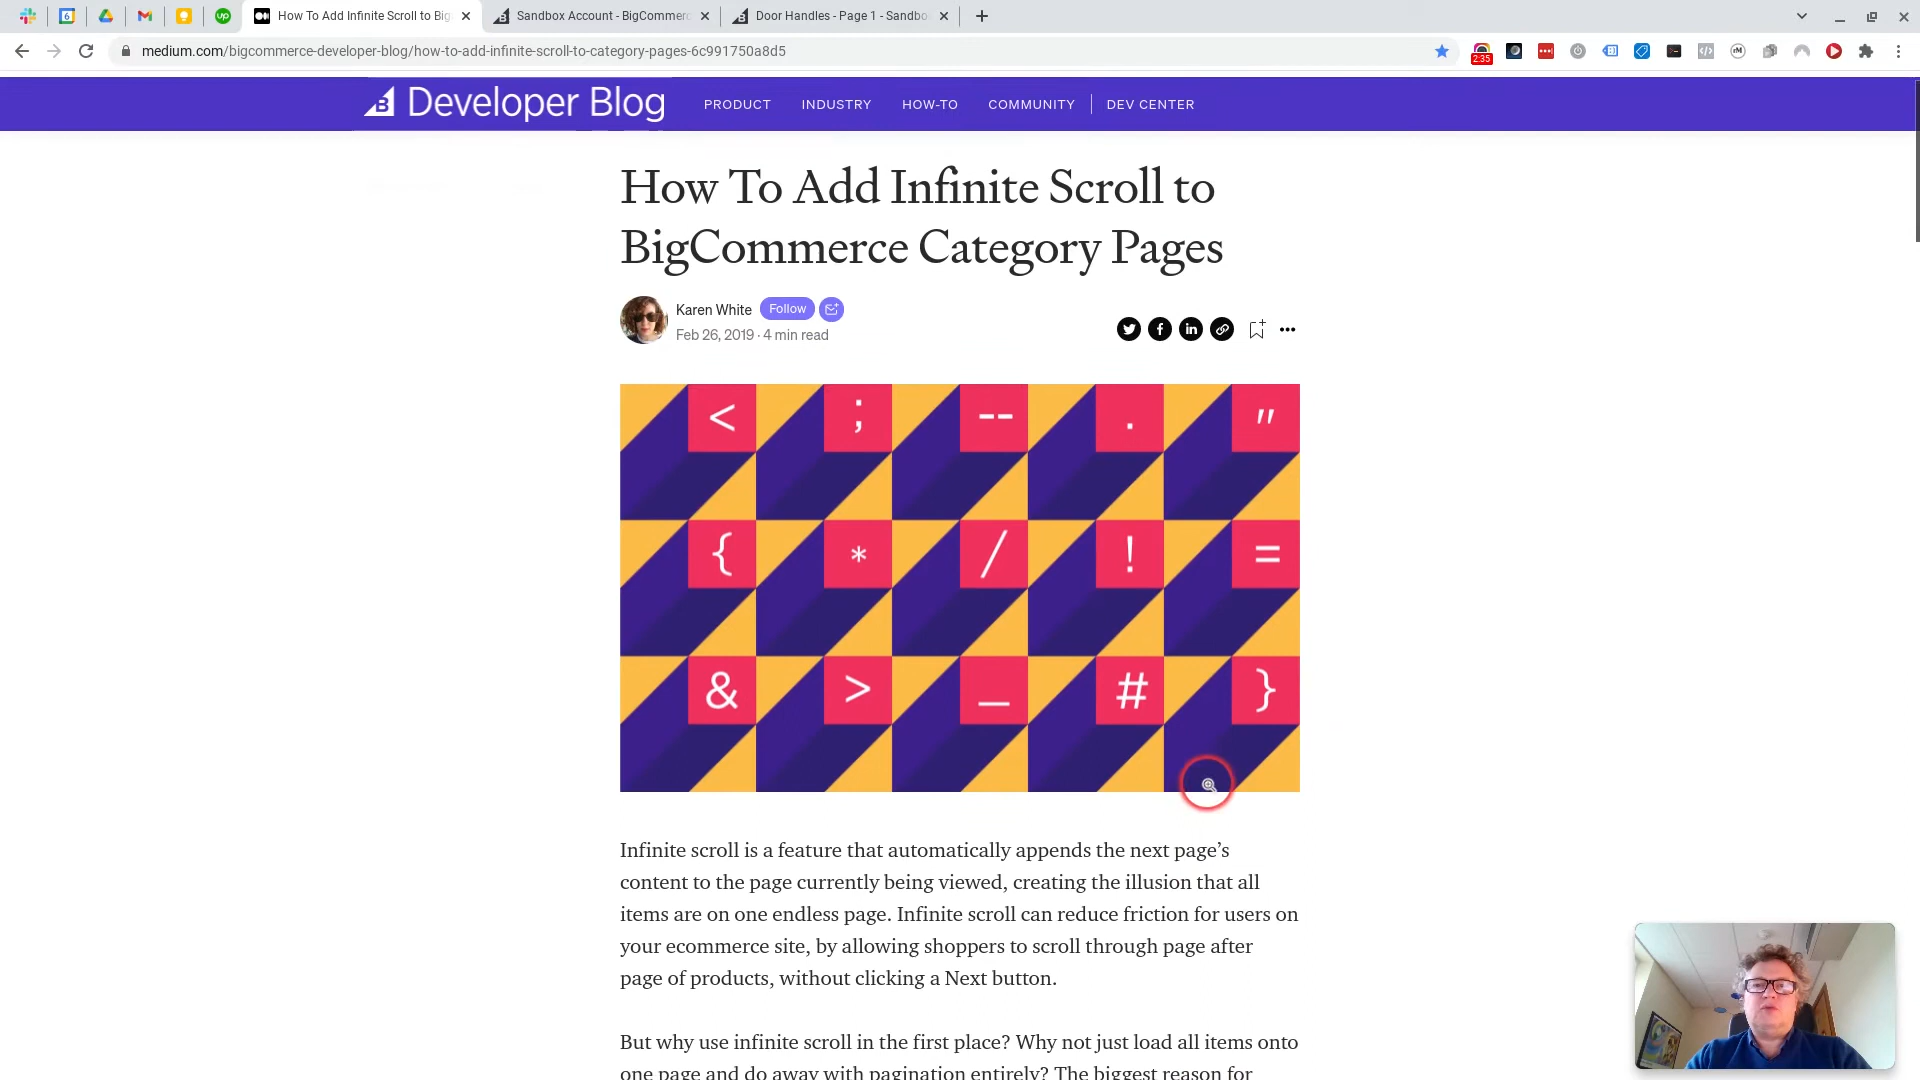 How To Add Infinite Scroll to Big
Sandbox Account - BigCommerc
Door Handles - Page 1 - Sandbo
medium.com/bigcommerce-developer-blog/how-to-add-infinite-scroll-to-category-pages-6c991750a8d5
2:35
Developer Blog
PRODUCT
INDUSTRY
HOW-TO
COMMUNITY
DEV CENTER
How To Add Infinite Scroll to
BigCommerce Category Pages
Karen White
Follow
Feb 26, 2019 · 4 min read
< ; -- . "
{ * / ! =
& > _ # }
Infinite scroll is a feature that automatically appends the next page’s
content to the page currently being viewed, creating the illusion that all
items are on one endless page. Infinite scroll can reduce friction for users on
your ecommerce site, by allowing shoppers to scroll through page after
page of products, without clicking a Next button.
But why use infinite scroll in the first place? Why not just load all items onto
one page and do away with pagination entirely? The biggest reason for